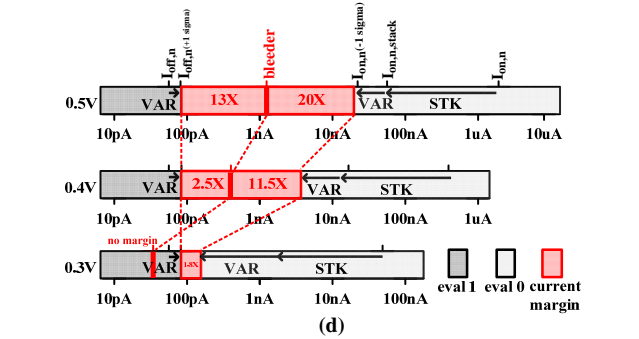 I_off,n
I_off,n(+1 sigma)
bleeder
I_on,n(-1 sigma)
I_on,n,stack
I_on,n
0.5V
VAR
13X
20X
VAR
STK
10pA
100pA
1nA
10nA
100nA
10uA
0.4V
VAR
2.5X
11.5X
VAR
STK
10pA
100pA
1nA
10nA
100nA
1uA
no margin
0.3V
VAR
1.8X
VAR
STK
10pA
100pA
1nA
10nA
100nA
eval 1
eval 0
current
margin
(d)